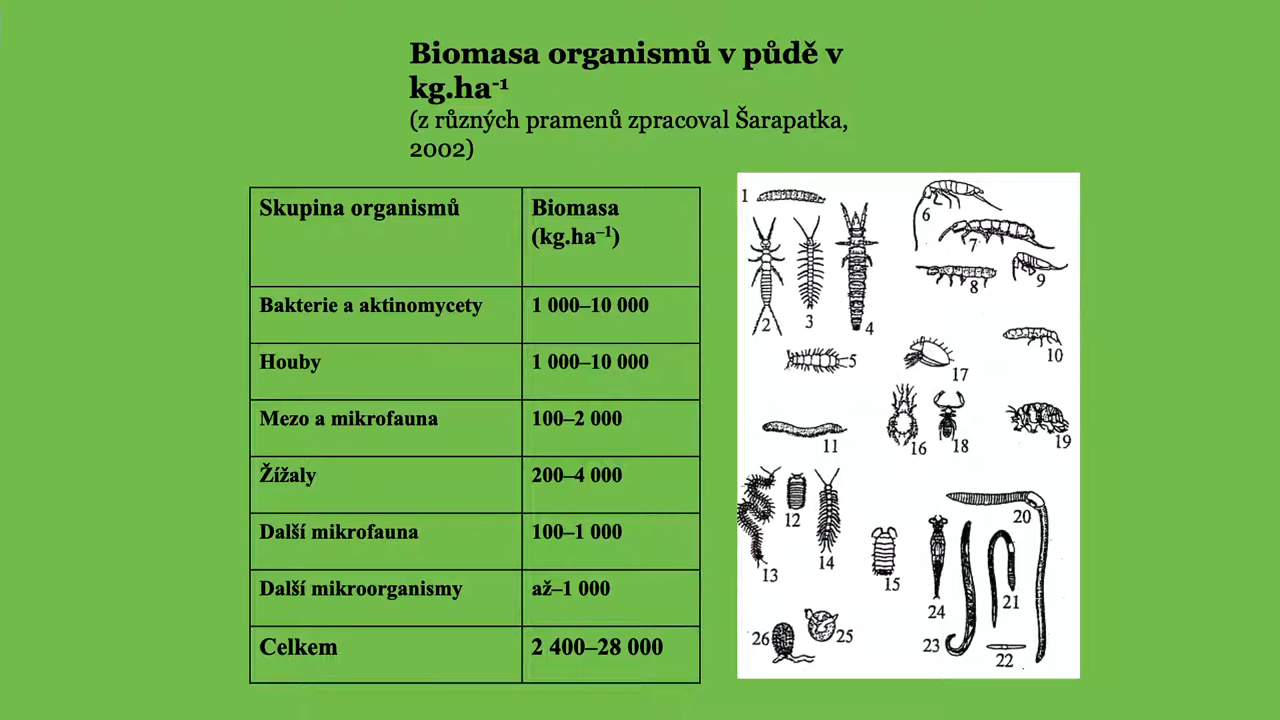 Biomasa organismů v půdě v
kg.ha⁻¹
(z různých pramenů zpracoval Šarapatka,
2002)
Skupina organismů
Biomasa
(kg.ha⁻¹)
Bakterie a aktinomycety
1 000–10 000
Houby
1 000–10 000
Mezo a mikrofauna
100–2 000
Žížaly
200–4 000
Další mikrofauna
100–1 000
Další mikroorganismy
až–1 000
Celkem
2 400–28 000
1
6
7
8
9
2
3
4
5
17
10
11
16
18
19
12
20
13
14
15
24
21
26
25
23
22